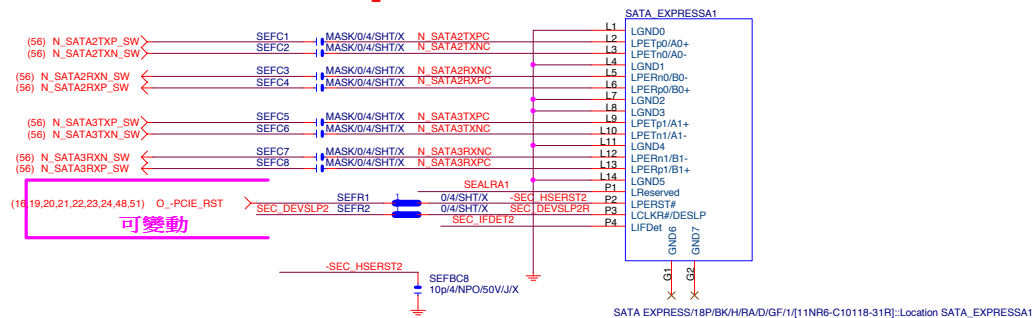 SATA_EXPRESSA1
L1 LGND0
(56) N_SATA2TXP_SW SEFC1 MASK/0/4/SHT/X N_SATA2TXPC L2 LPETp0/A0+
(56) N_SATA2TXN_SW SEFC2 MASK/0/4/SHT/X N_SATA2TXNC L3 LPETn0/A0-
L4 LGND1
(56) N_SATA2RXN_SW SEFC3 MASK/0/4/SHT/X N_SATA2RXNC L5 LPERn0/B0-
(56) N_SATA2RXP_SW SEFC4 MASK/0/4/SHT/X N_SATA2RXPC L6 LPERp0/B0+
L7 LGND2
L8 LGND3
(56) N_SATA3TXP_SW SEFC5 MASK/0/4/SHT/X N_SATA3TXPC L9 LPETp1/A1+
(56) N_SATA3TXN_SW SEFC6 MASK/0/4/SHT/X N_SATA3TXNC L10 LPETn1/A1-
L11 LGND4
(56) N_SATA3RXN_SW SEFC7 MASK/0/4/SHT/X N_SATA3RXNC L12 LPERn1/B1-
(56) N_SATA3RXP_SW SEFC8 MASK/0/4/SHT/X N_SATA3RXPC L13 LPERp1/B1+
L14 LGND5
SEALRA1 P1 LReserved
(16,19,20,21,22,23,24,48,51) O_-PCIE_RST SEFR1 1 0/4/SHT/X -SEC_HSERST2 P2 LPERST#
SEC_DEVSLP2 SEFR2 0/4/SHT/X SEC_DEVSLP2R P3 LCLKR#/DESLP
可變動 SEC_IFDET2 P4 LIFDet
GND6 GND7
G1 G2
-SEC_HSERST2
SEFBC8
10p/4/NPO/50V/J/X
SATA EXPRESS/18P/BK/H/RA/D/GF/1/[11NR6-C10118-31R]::Location SATA_EXPRESSA1